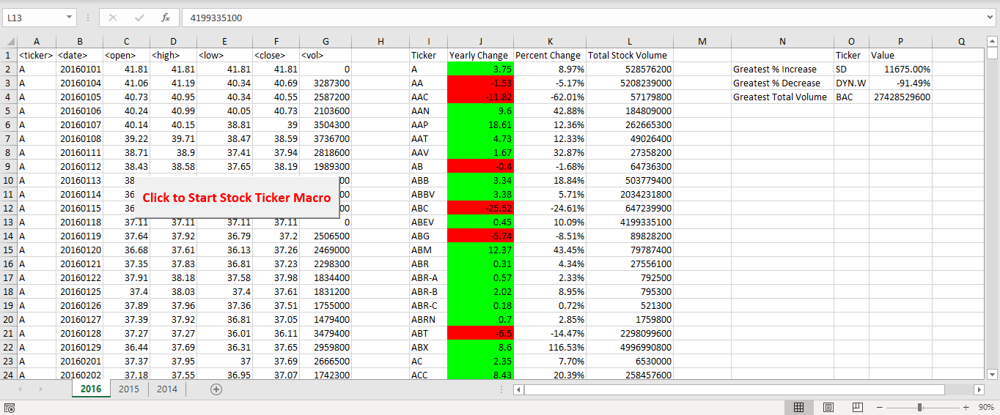 L13 fx 4199335100
A B C D E F G H I J K L M N O P Q
1 <ticker> <date> <open> <high> <low> <close> <vol> Ticker Yearly Change Percent Change Total Stock Volume Ticker Value
2 A 20160101 41.81 41.81 41.81 41.81 0 A 3.75 8.97% 528576200 Greatest % Increase SD 11675.00%
3 A 20160104 41.06 41.19 40.34 40.69 3287300 AA -1.53 -5.17% 5208239000 Greatest % Decrease DYN.W -91.49%
4 A 20160105 40.73 40.95 40.34 40.55 2587200 AAC -11.82 -62.01% 57179800 Greatest Total Volume BAC 27428529600
5 A 20160106 40.24 40.99 40.05 40.73 2103600 AAN 9.6 42.88% 184809000
6 A 20160107 40.14 40.15 38.81 39 3504300 AAP 18.61 12.36% 262665300
7 A 20160108 39.22 39.71 38.47 38.59 3736700 AAT 4.73 12.33% 49026400
8 A 20160111 38.71 38.9 37.41 37.94 2818600 AAV 1.67 32.87% 27358200
9 A 20160112 38.43 38.58 37.65 38.19 1989300 AB -0.4 -1.68% 64736300
10 A 20160113 38 00 ABB 3.34 18.84% 503779400
11 A 20160114 36 00 ABBV 3.38 5.71% 2034231800
Click to Start Stock Ticker Macro
12 A 20160115 36 00 ABC -25.52 -24.61% 647239900
13 A 20160118 37.11 37.11 37.11 37.11 0 ABEV 0.45 10.09% 4199335100
14 A 20160119 37.64 37.92 36.79 37.2 2506500 ABG -5.74 -8.51% 89828200
15 A 20160120 36.68 37.61 36.13 37.26 2469000 ABM 12.37 43.45% 79787400
16 A 20160121 37.35 37.83 36.81 37.23 2298300 ABR 0.31 4.34% 27556100
17 A 20160122 37.91 38.18 37.58 37.98 1834400 ABR-A 0.57 2.33% 792500
18 A 20160125 37.4 38.03 37.4 37.61 1831200 ABR-B 2.02 8.95% 795300
19 A 20160126 37.89 37.96 37.36 37.51 1755000 ABR-C 0.18 0.72% 521300
20 A 20160127 37.39 37.92 36.81 37.05 1479400 ABRN 0.7 2.85% 1759800
21 A 20160128 37.27 37.27 36.01 36.11 3479400 ABT -6.5 -14.47% 2298099600
22 A 20160129 36.44 37.69 36.31 37.65 2959800 ABX 8.6 116.53% 4996990800
23 A 20160201 37.37 37.95 37 37.69 2666500 AC 2.35 7.70% 6530000
24 A 20160202 37.18 37.55 36.95 37.07 1742300 ACC 8.43 20.39% 258457600
2016 2015 2014
90%